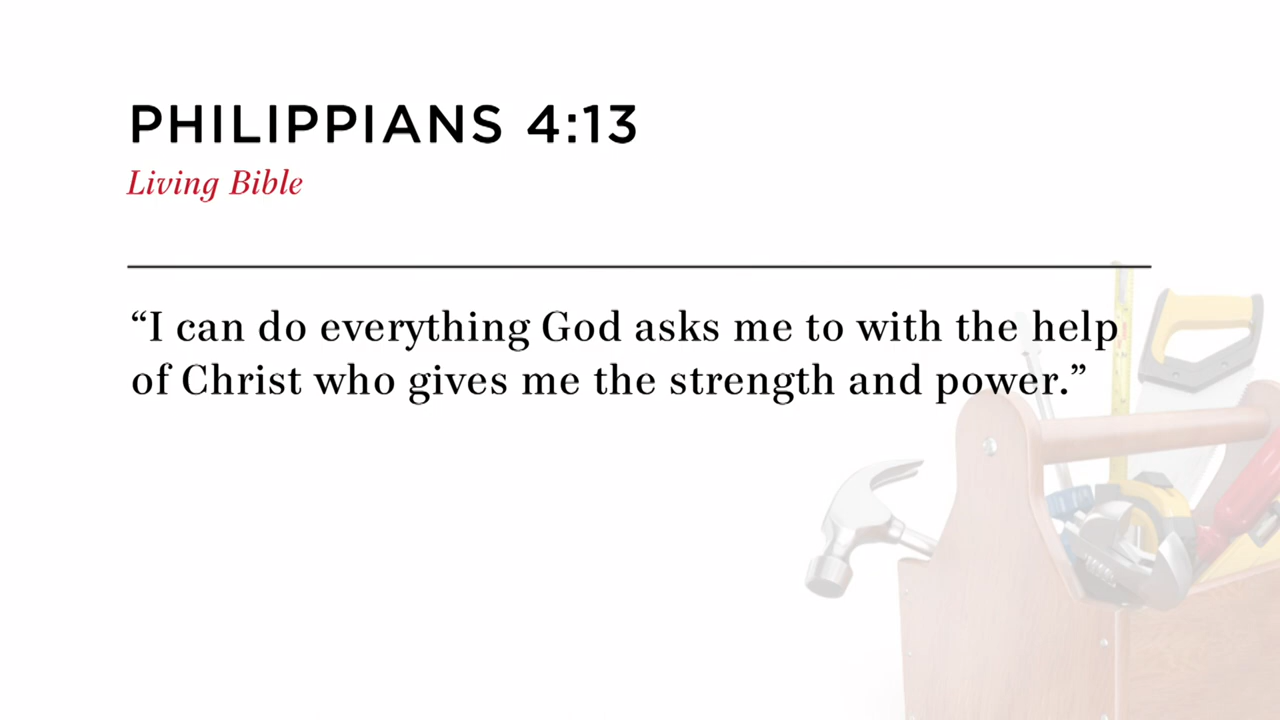 PHILIPPIANS 4:13
Living Bible
“I can do everything God asks me to with the help
of Christ who gives me the strength and power.”